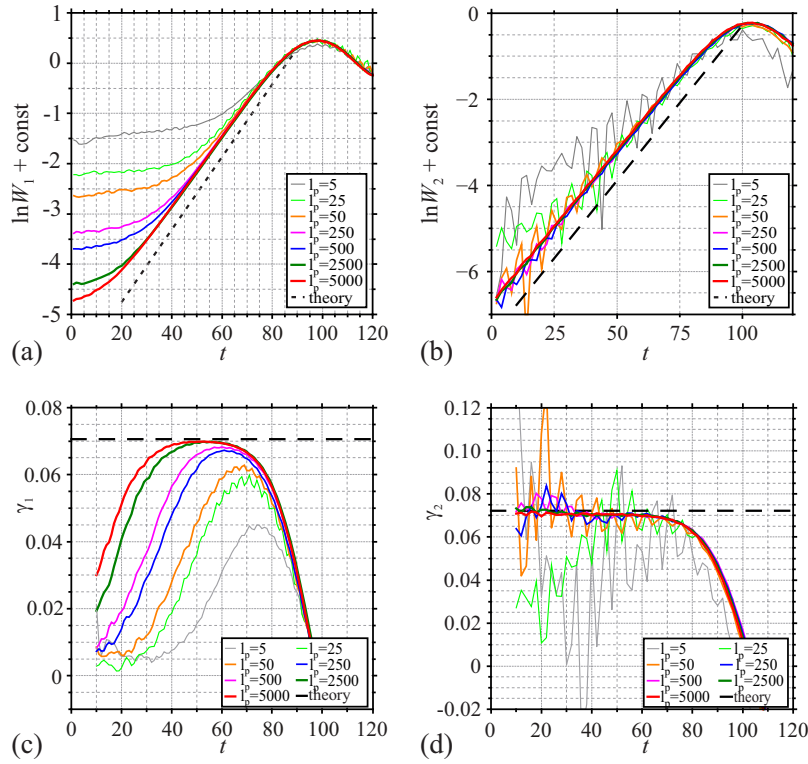 1
0
-1
-2
-3
-4
-5
lnW₁ + const
lₚ=5
lₚ=25
lₚ=50
lₚ=250
lₚ=500
lₚ=2500
lₚ=5000
theory
0 20 40 60 80 100 120
t
(a)
0
−2
−4
−6
lnW₂ + const
lₚ=5
lₚ=25
lₚ=50
lₚ=250
lₚ=500
lₚ=2500
lₚ=5000
theory
0 25 50 75 100
t
(b)
0.08
0.06
0.04
0.02
0
γ₁
lₚ=5 lₚ=25
lₚ=50 lₚ=250
lₚ=500 lₚ=2500
lₚ=5000 theory
0 20 40 60 80 100 120
t
(c)
0.12
0.1
0.08
0.06
0.04
0.02
0
-0.02
γ₂
lₚ=5 lₚ=25
lₚ=50 lₚ=250
lₚ=500 lₚ=2500
lₚ=5000 theory
0 20 40 60 80 100 120
t
(d)